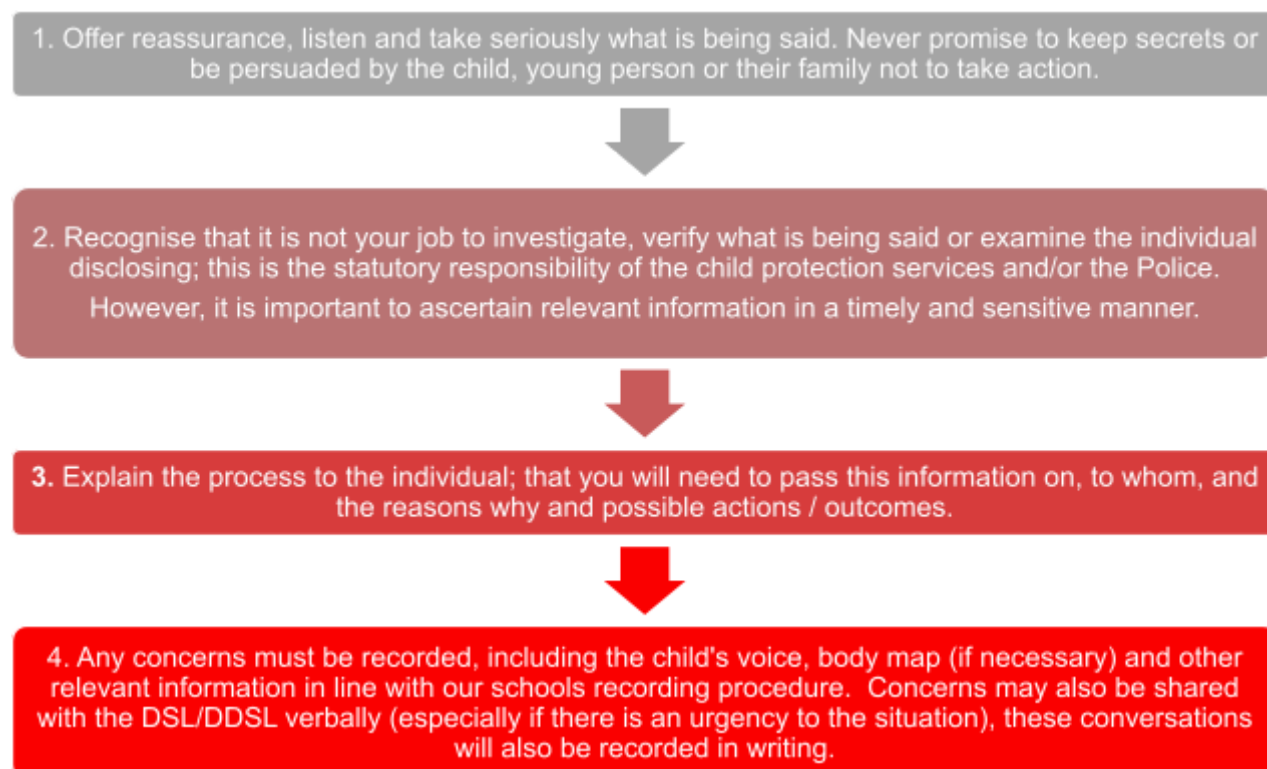 1. Offer reassurance, listen and take seriously what is being said. Never promise to keep secrets or
be persuaded by the child, young person or their family not to take action.
2. Recognise that it is not your job to investigate, verify what is being said or examine the individual
disclosing; this is the statutory responsibility of the child protection services and/or the Police.
However, it is important to ascertain relevant information in a timely and sensitive manner.
3. Explain the process to the individual; that you will need to pass this information on, to whom, and
the reasons why and possible actions / outcomes.
4. Any concerns must be recorded, including the child's voice, body map (if necessary) and other
relevant information in line with our schools recording procedure.  Concerns may also be shared
with the DSL/DDSL verbally (especially if there is an urgency to the situation), these conversations
will also be recorded in writing.